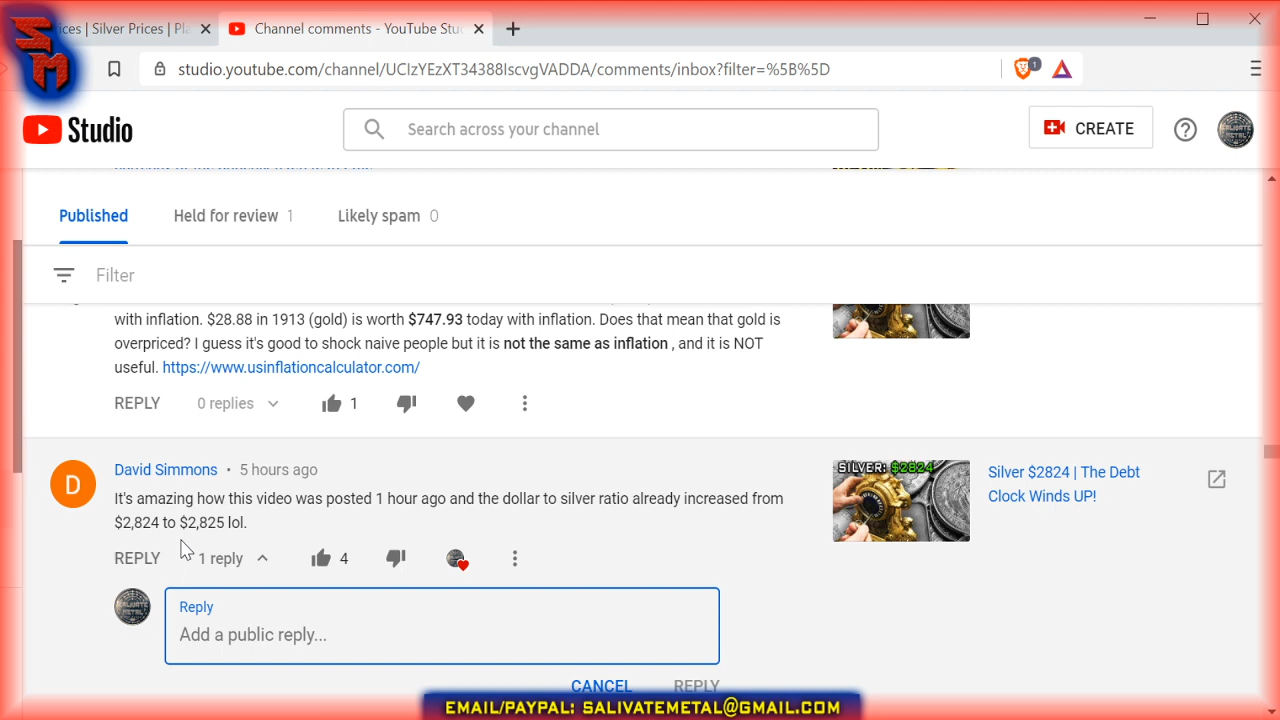 SM
ices | Silver Prices | Pla
Channel comments - YouTube Stu
studio.youtube.com/channel/UCIzYEzXT34388IscvgVADDA/comments/inbox?filter=%5B%5D
1
Studio
Search across your channel
CREATE
Published
Held for review 1
Likely spam 0
Filter
with inflation. $28.88 in 1913 (gold) is worth $747.93 today with inflation. Does that mean that gold is
overpriced? I guess it's good to shock naive people but it is not the same as inflation , and it is NOT
useful. https://www.usinflationcalculator.com/
REPLY 0 replies 1
D
David Simmons • 5 hours ago
It's amazing how this video was posted 1 hour ago and the dollar to silver ratio already increased from
$2,824 to $2,825 lol.
SILVER: $2824
Silver $2824 | The Debt
Clock Winds UP!
REPLY 1 reply 4
Reply
Add a public reply...
CANCEL REPLY
EMAIL/PAYPAL: SALIVATEMETAL@GMAIL.COM